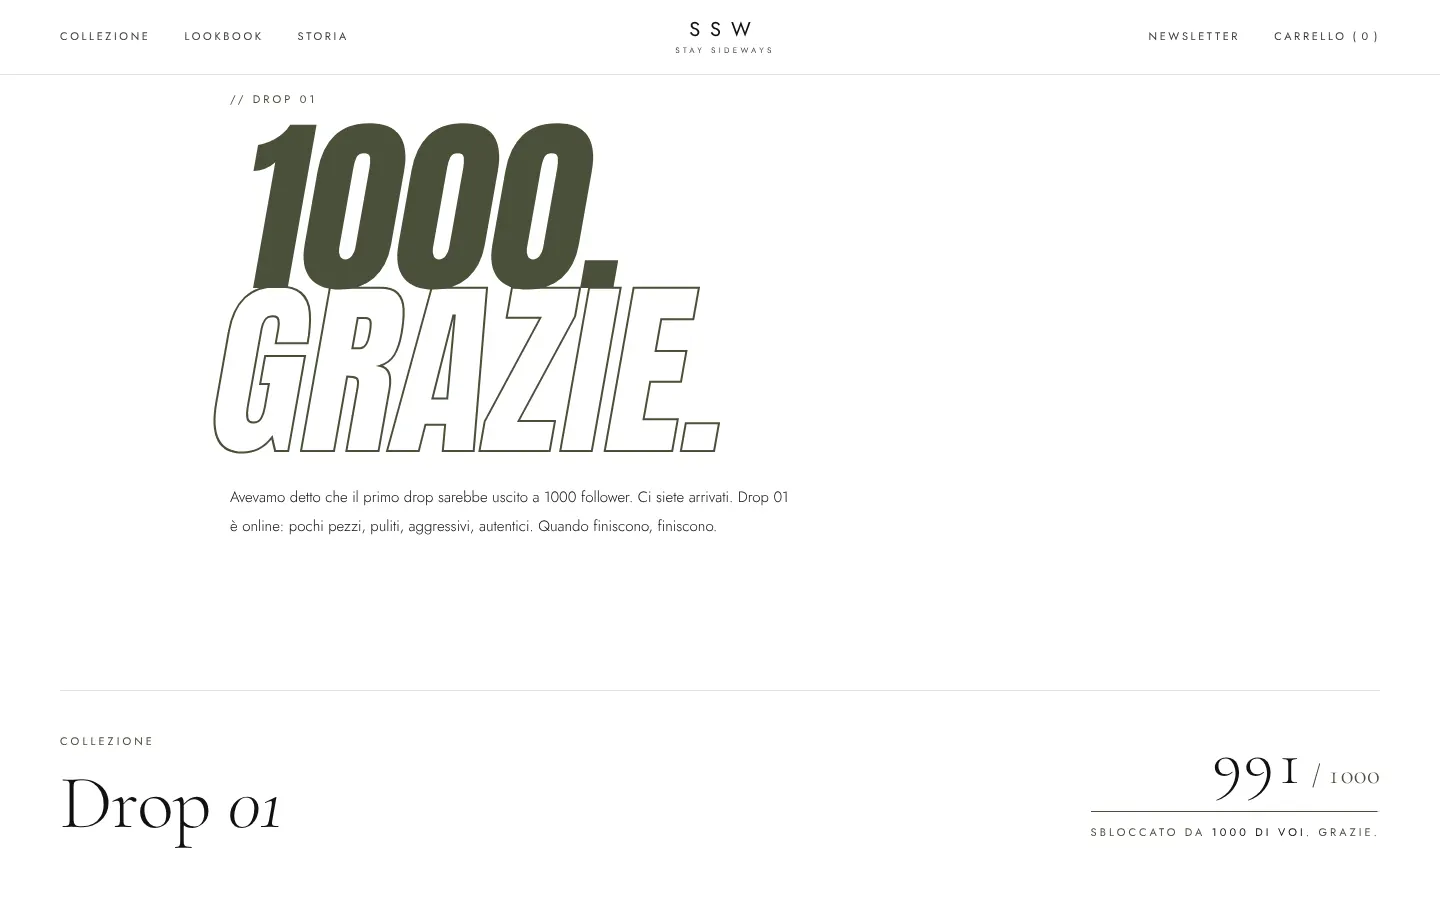 COLLEZIONE LOOKBOOK STORIA
SSW
STAY SIDEWAYS
NEWSLETTER CARRELLO (0)
// DROP 01
1000.
GRAZIE.
Avevamo detto che il primo drop sarebbe uscito a 1000 follower. Ci siete arrivati. Drop 01
è online: pochi pezzi, puliti, aggressivi, autentici. Quando finiscono, finiscono.
COLLEZIONE
Drop 01
991 / 1000
SBLOCCATO DA 1000 DI VOI. GRAZIE.